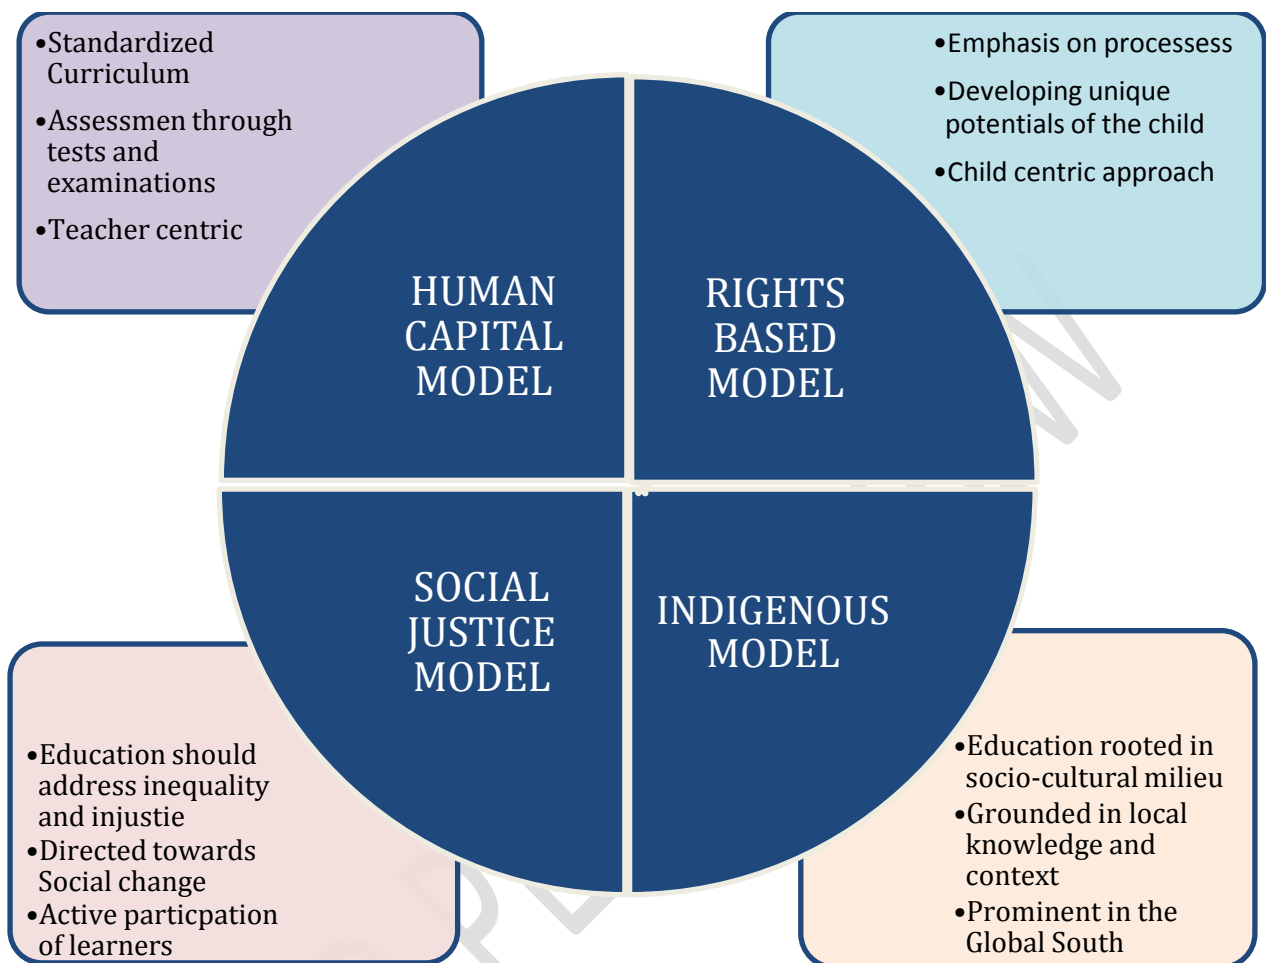 •Standardized
Curriculum
•Assessmen through
tests and
examinations
•Teacher centric
•Emphasis on processess
•Developing unique
potentials of the child
•Child centric approach
HUMAN
CAPITAL
MODEL
RIGHTS
BASED
MODEL
SOCIAL
JUSTICE
MODEL
INDIGENOUS
MODEL
•Education should
address inequality
and injustie
•Directed towards
Social change
•Active particpation
of learners
•Education rooted in
socio-cultural milieu
•Grounded in local
knowledge and
context
•Prominent in the
Global South